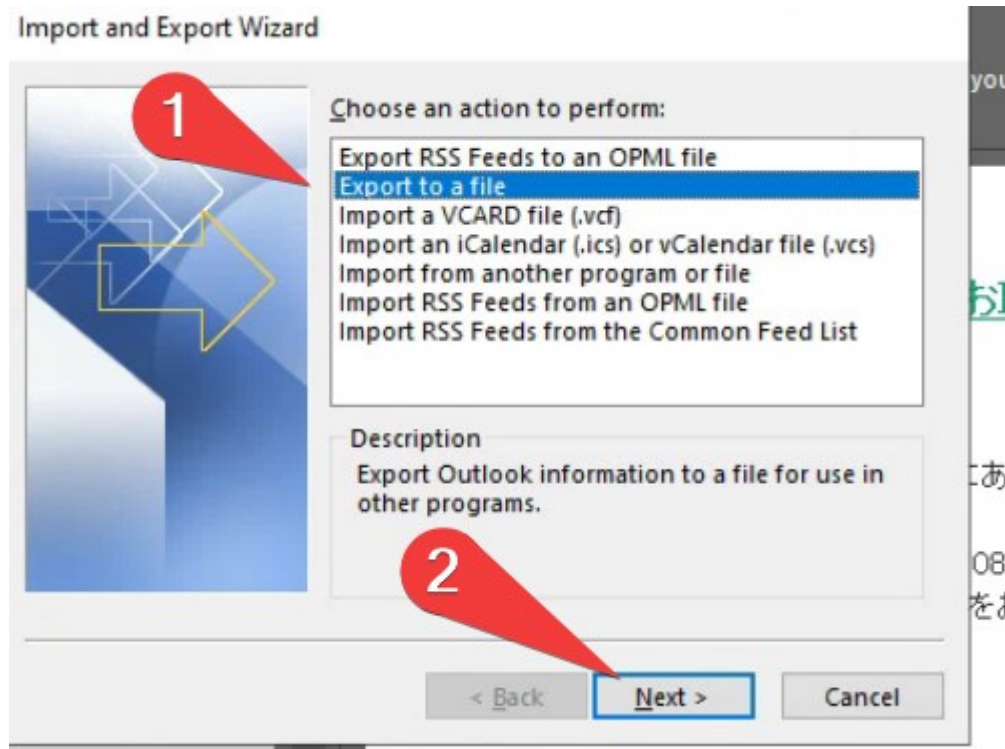 Import and Export Wizard
you
1
Choose an action to perform:
Export RSS Feeds to an OPML file
Export to a file
Import a VCARD file (.vcf)
Import an iCalendar (.ics) or vCalendar file (.vcs)
Import from another program or file
Import RSS Feeds from an OPML file
Import RSS Feeds from the Common Feed List
Description
Export Outlook information to a file for use in
other programs.
2
08
< Back
Next >
Cancel